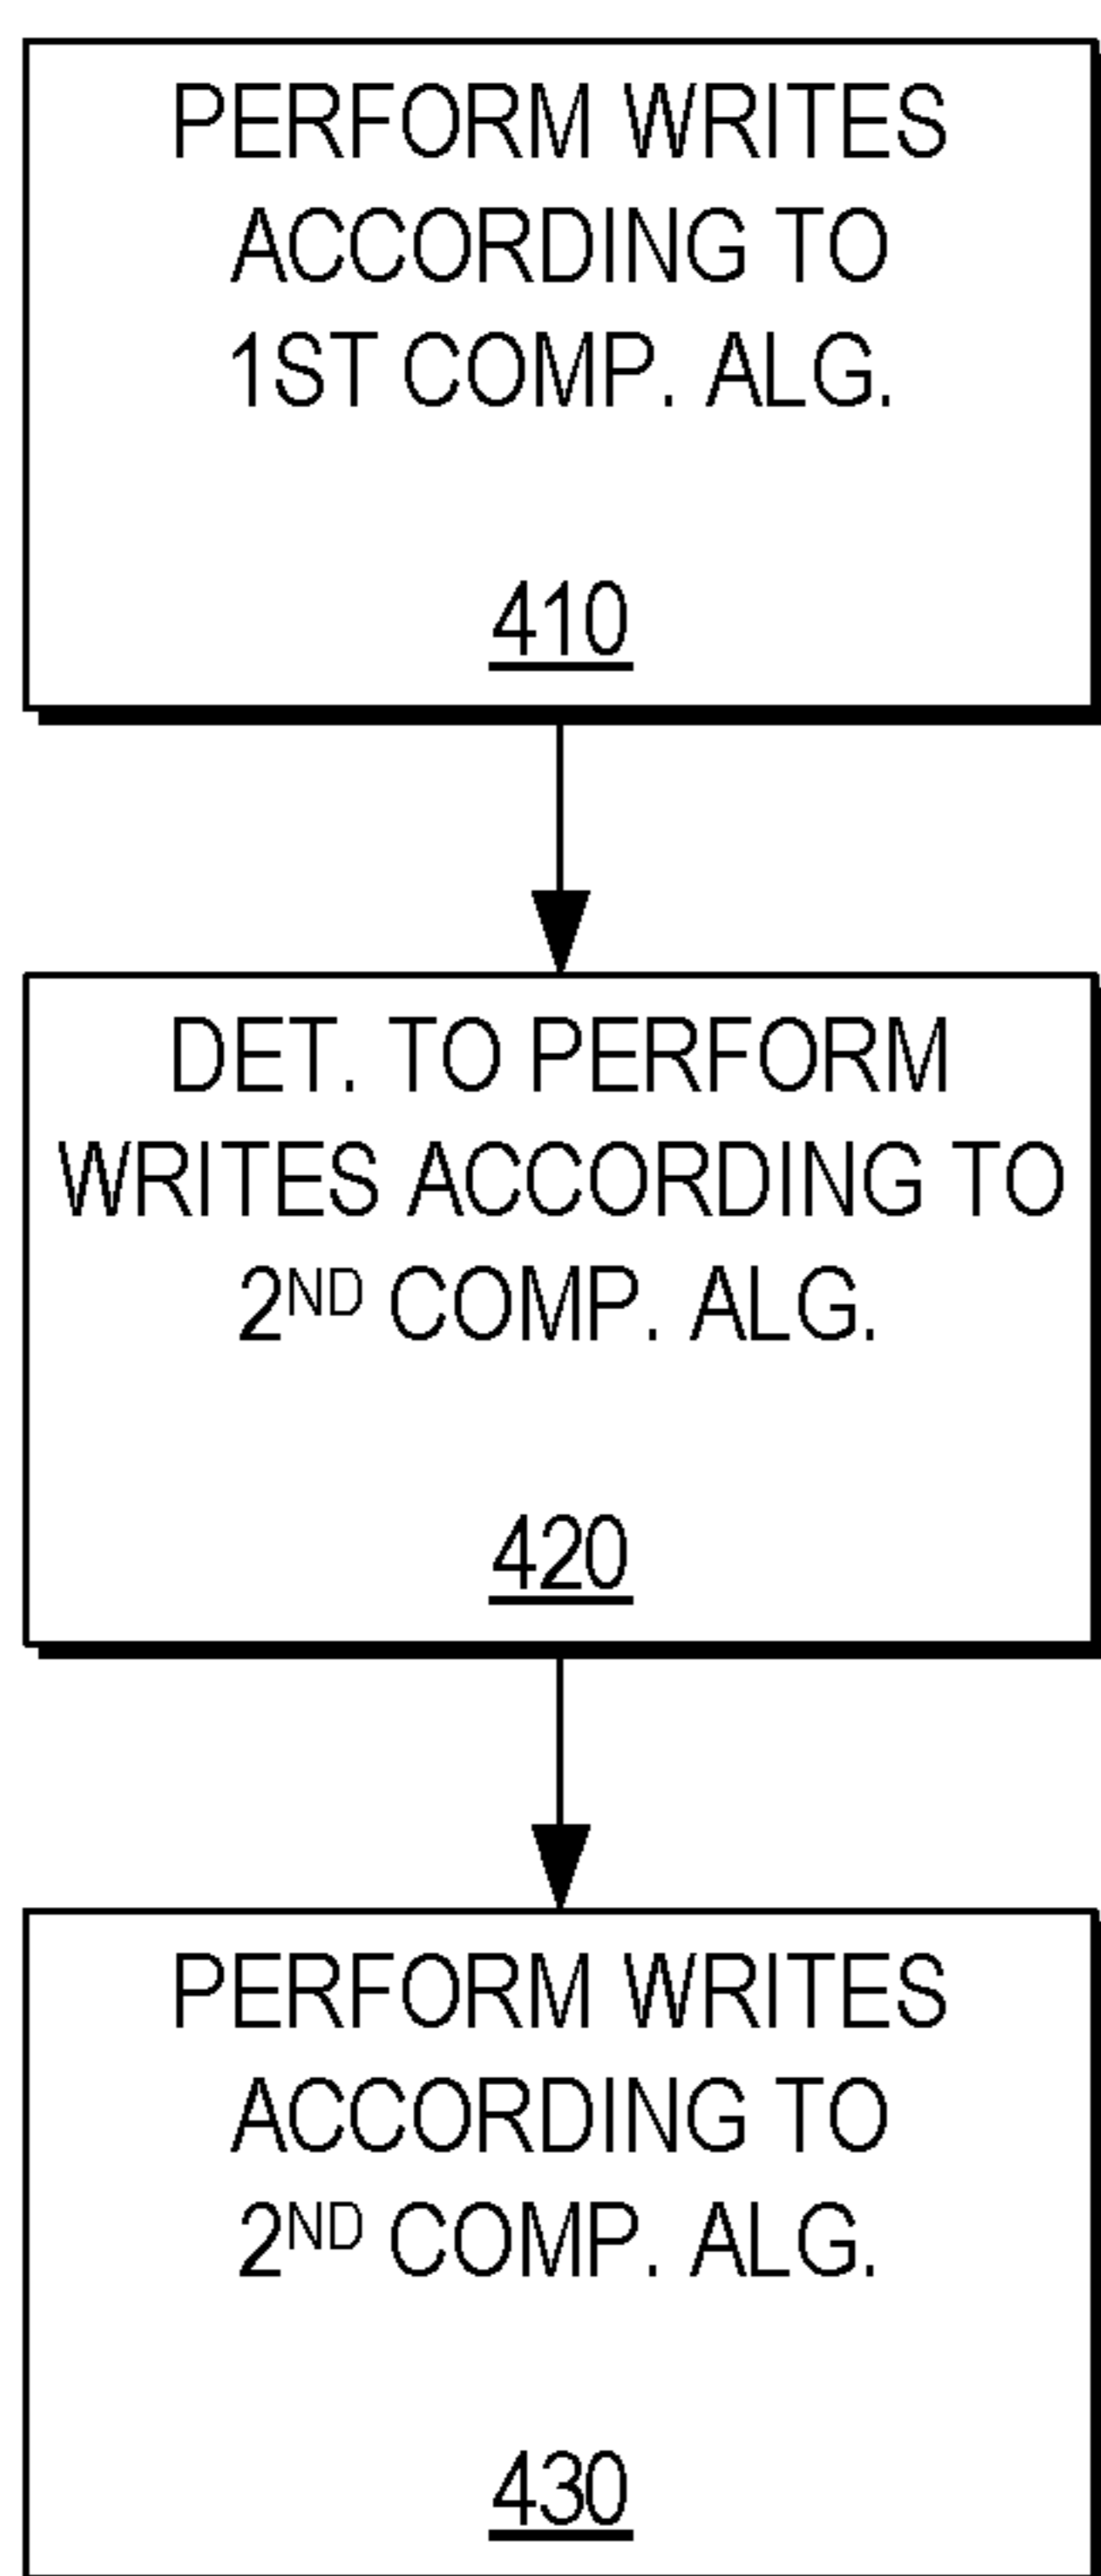 PERFORM WRITES
ACCORDING TO
1ST COMP. ALG.
410
DET. TO PERFORM
WRITES ACCORDING TO
2ND COMP. ALG.
420
PERFORM WRITES
ACCORDING TO
2ND COMP. ALG.
430